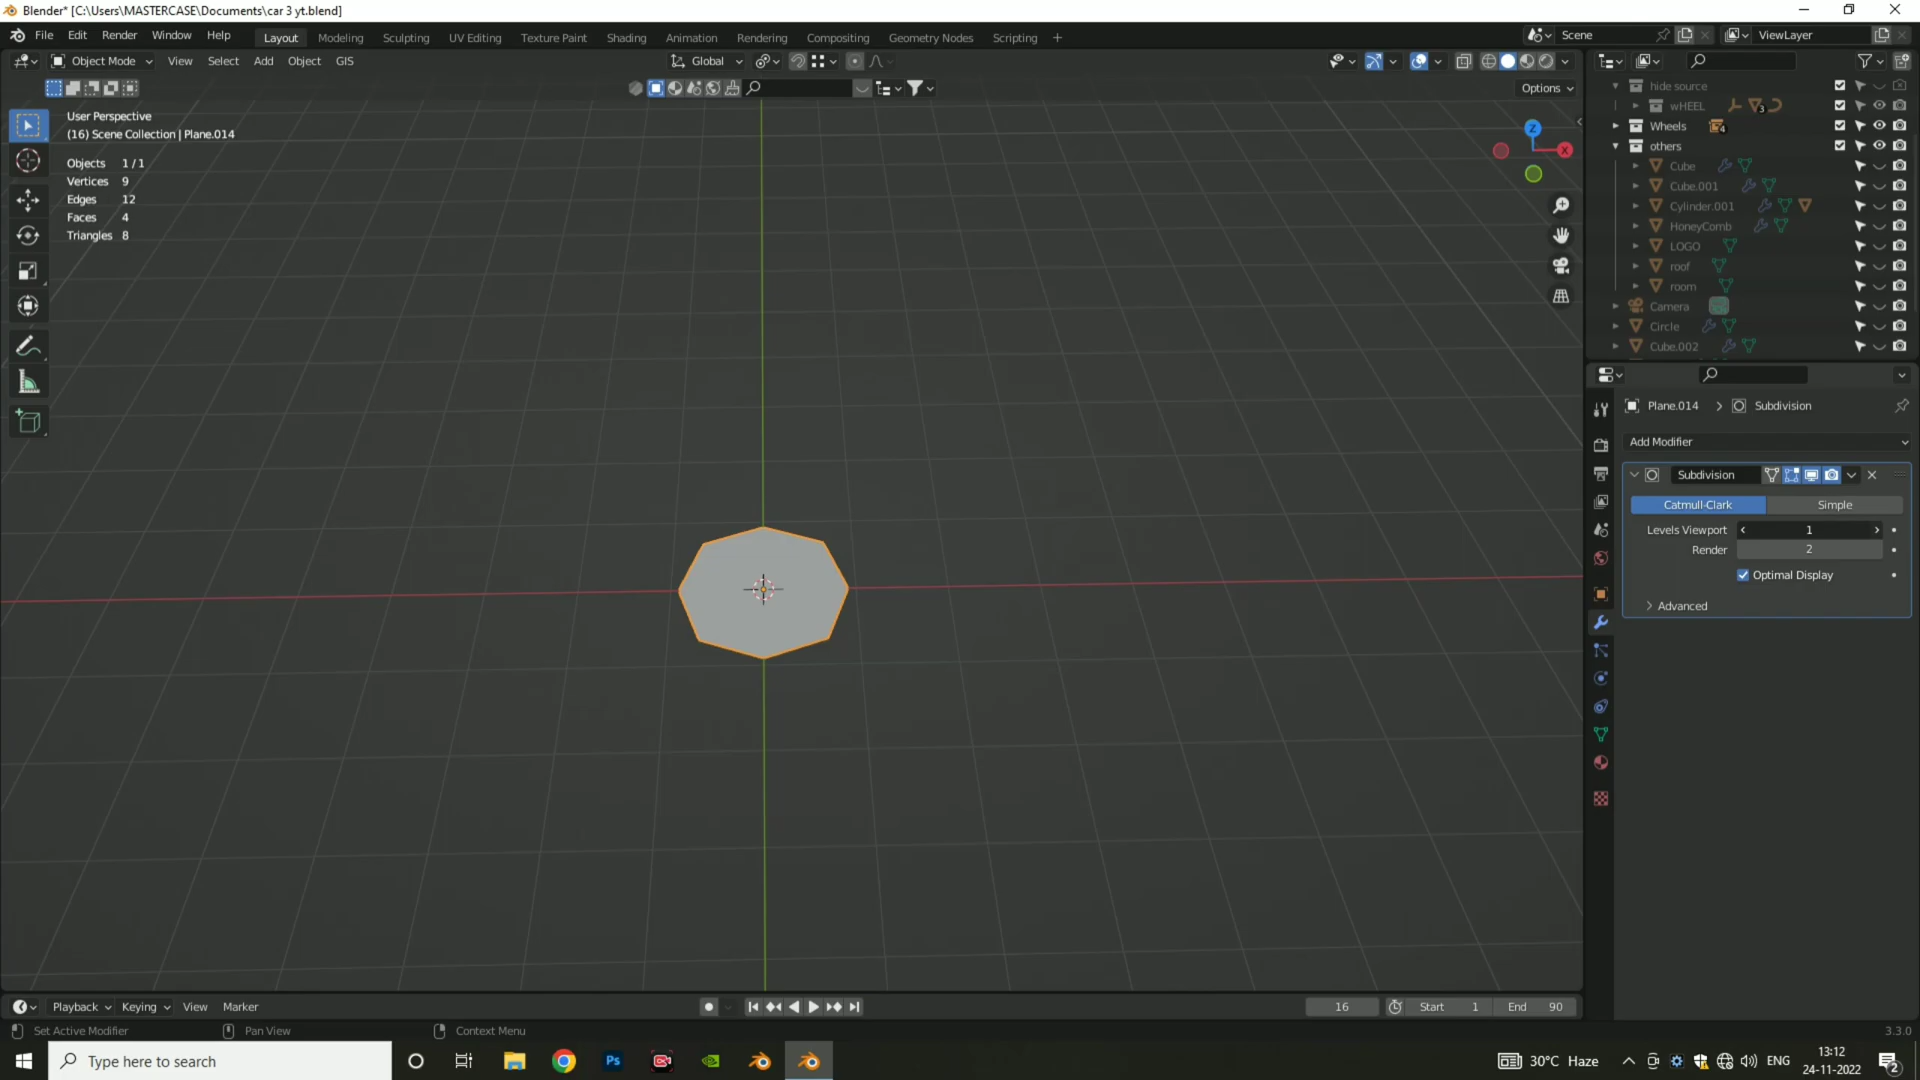 Blender* [C:\Users\MASTERCASE\Documents\car 3 yt.blend]
File Edit Render Window Help Layout Modeling Sculpting UV Editing Texture Paint Shading Animation Rendering Compositing Geometry Nodes Scripting + Scene ViewLayer
Object Mode View Select Add Object GIS Global
Options
User Perspective
(16) Scene Collection | Plane.014
Objects 1 / 1
Vertices 9
Edges 12
Faces 4
Triangles 8
Z
X
hide source
wHEEL 3
Wheels 4
others
Cube
Cube.001
Cylinder.001
HoneyComb
LOGO
roof
room
Camera
Circle
Cube.002
Plane.014 > Subdivision
Add Modifier
Subdivision
Catmull-Clark Simple
Levels Viewport 1
Render 2
Optimal Display
Advanced
Playback Keying View Marker 16 Start 1 End 90
Set Active Modifier Pan View Context Menu 3.3.0
Type here to search Ps 30°C Haze ENG 13:12
24-11-2022 2